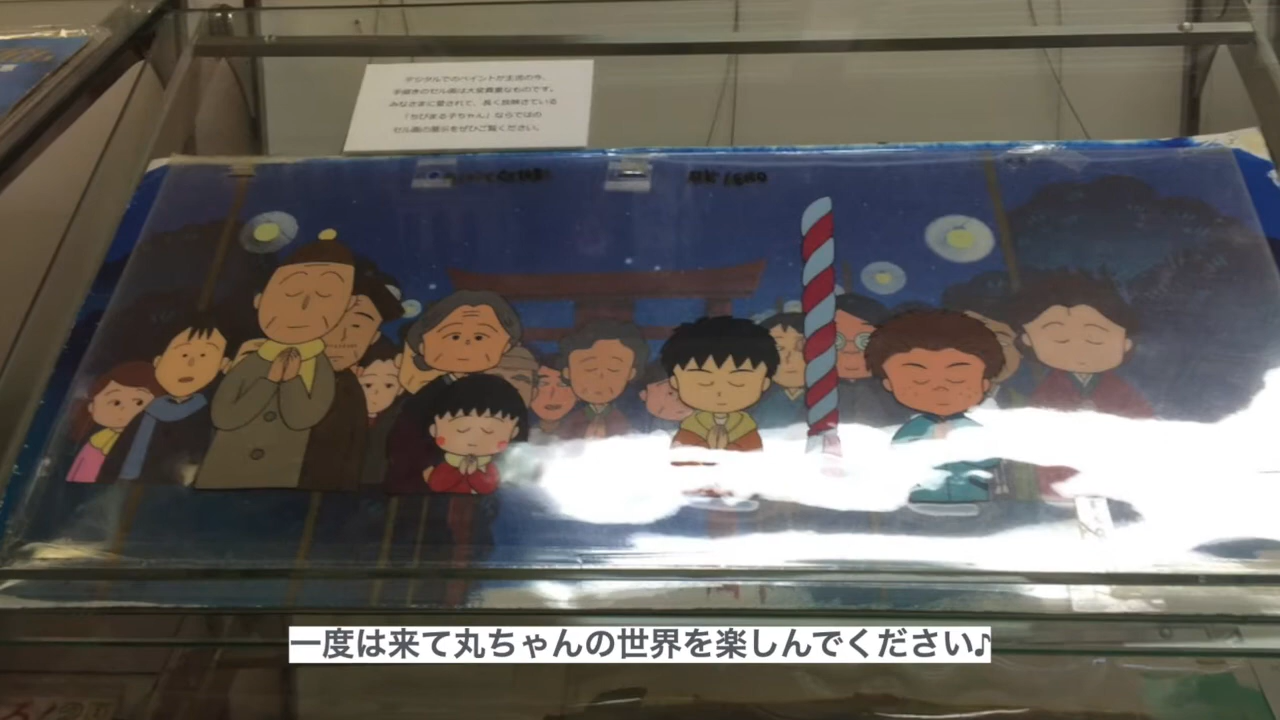 デジタルでのペイントが主流の今、
手描きのセル画は大変貴重なものです。
みなさまに愛されて、長く放映されている
「ちびまる子ちゃん」ならではの
セル画の展示をぜひご覧ください。
一度は来て丸ちゃんの世界を楽しんでください♪